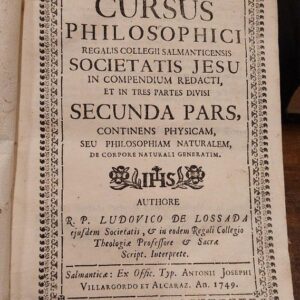 CURSUS
PHILOSOPHICI
REGALIS COLLEGII SALMANTICENSIS
SOCIETATIS JESU
IN COMPENDIUM REDACTI,
ET IN TRES PARTES DIVISI
SECUNDA PARS,
CONTINENS PHYSICAM,
SEU PHILOSOPHIAM NATURALEM,
DE CORPORE NATURALI GENERATIM.
IHS
AUTHORE
R. P. LUDOVICO DE LOSSADA
ejusdem Societatis, & in eodem Regali Collegio
Theologiæ Professore & Sacræ
Script. Interprete.
Salmanticæ: Ex Offic. Typ. ANTONII JOSEPHI
VILLARGORDO ET ALCARAZ. An. 1749.